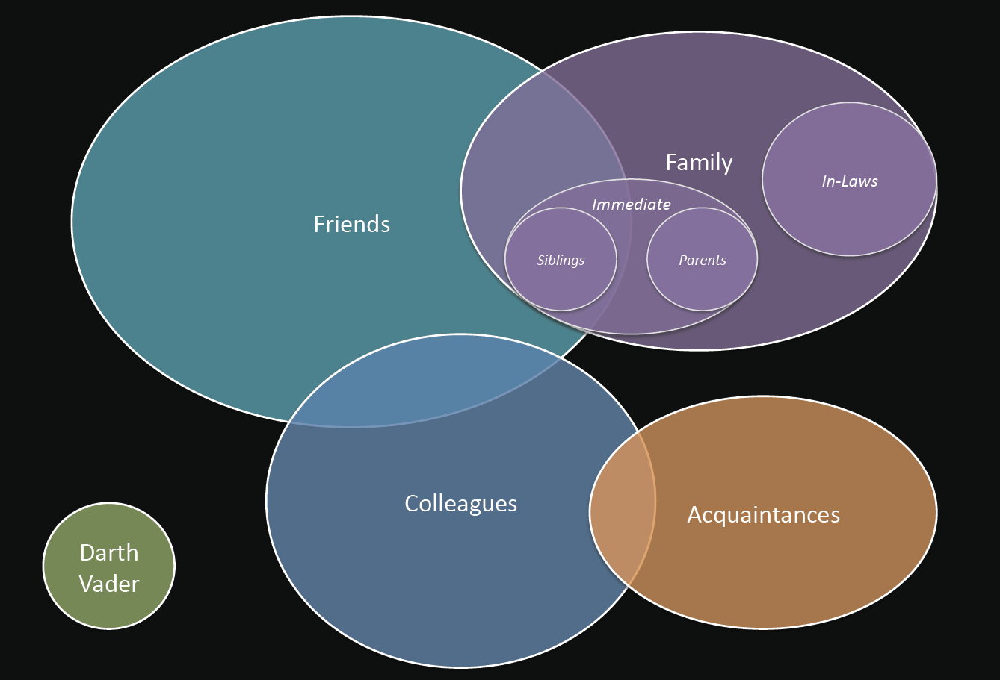 Friends
Family
In-Laws
Immediate
Siblings
Parents
Colleagues
Acquaintances
Darth
Vader